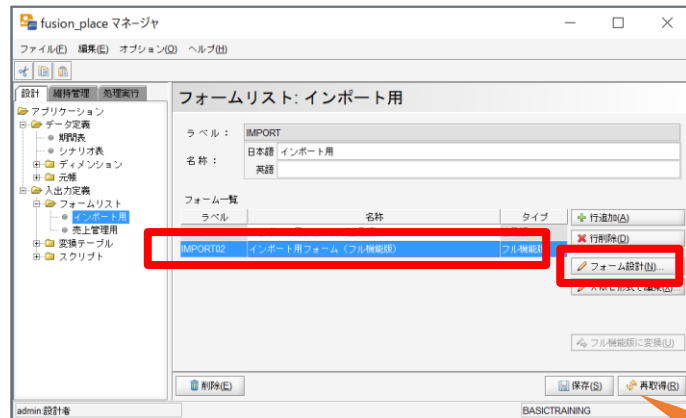 fusion_place マネージャ
ファイル(F) 編集(E) オプション(O) ヘルプ(H)
設計 維持管理 処理実行
アプリケーション
データ定義
期間表
シナリオ表
ディメンション
元帳
入出力定義
フォームリスト
インポート用
売上管理用
変換テーブル
スクリプト
フォームリスト: インポート用
ラベル: IMPORT
名称: 日本語 インポート用
英語
フォーム一覧
ラベル 名称 タイプ
IMPORT02 インポート用フォーム（フル機能版） フル機能版
行追加(A)
行削除(D)
フォーム設計(N)...
XML形式で編集(X)...
フル機能版に変換(U)
削除(E) 保存(S) 再取得(R)
admin:設計者 BASICTRAINING